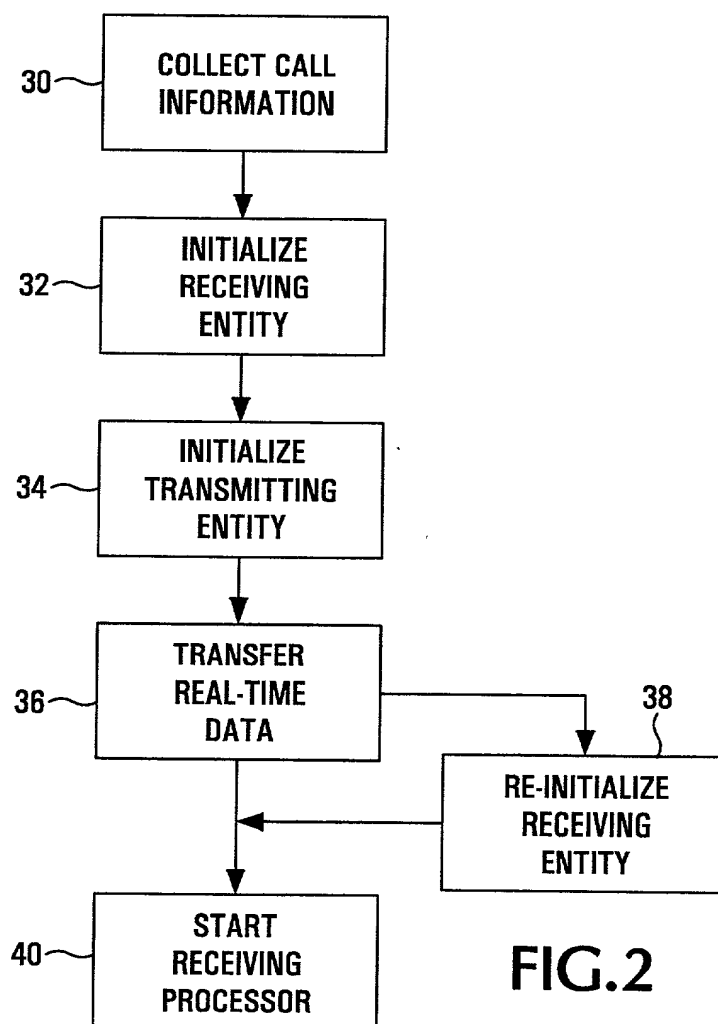 30
COLLECT CALL
INFORMATION
32
INITIALIZE
RECEIVING
ENTITY
34
INITIALIZE
TRANSMITTING
ENTITY
36
TRANSFER
REAL-TIME
DATA
38
RE-INITIALIZE
RECEIVING
ENTITY
40
START
RECEIVING
PROCESSOR
FIG.2